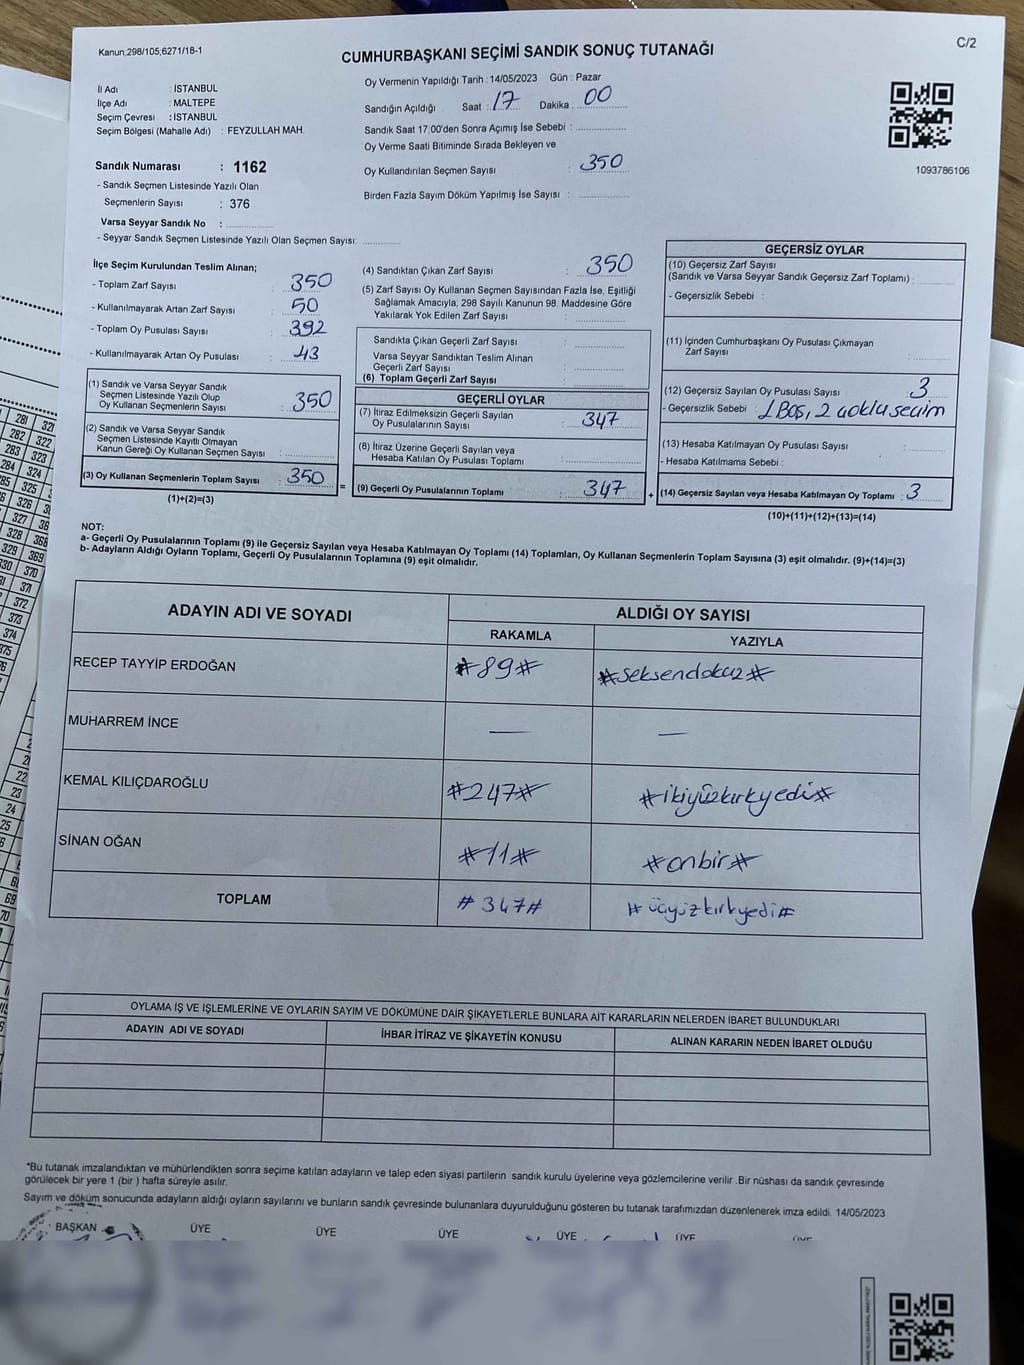 Kanun;298/105,6271/18-1
CUMHURBAŞKANI SEÇİMİ SANDIK SONUÇ TUTANAĞI
C/2
İl Adı : İSTANBUL
İlçe Adı : MALTEPE
Seçim Çevresi : İSTANBUL
Seçim Bölgesi (Mahalle Adı) : FEYZULLAH MAH.
Oy Vermenin Yapıldığı Tarih : 14/05/2023 Gün : Pazar
Sandığın Açıldığı Saat : 17 Dakika : 00
Sandık Saat 17:00'den Sonra Açımış İse Sebebi :
Oy Verme Saati Bitiminde Sırada Bekleyen ve
Oy Kullandırılan Seçmen Sayısı : 350
Birden Fazla Sayım Döküm Yapılmış İse Sayısı :
1093786106
Sandık Numarası : 1162
- Sandık Seçmen Listesinde Yazılı Olan
Seçmenlerin Sayısı : 376
Varsa Seyyar Sandık No :
- Seyyar Sandık Seçmen Listesinde Yazılı Olan Seçmen Sayısı:
İlçe Seçim Kurulundan Teslim Alınan;
- Toplam Zarf Sayısı : 350
- Kullanılmayarak Artan Zarf Sayısı : 50
- Toplam Oy Pusulası Sayısı : 392
- Kullanılmayarak Artan Oy Pusulası : 43
(1) Sandık ve Varsa Seyyar Sandık
Seçmen Listesinde Yazılı Olup
Oy Kullanan Seçmenlerin Sayısı : 350
(2) Sandık ve Varsa Seyyar Sandık
Seçmen Listesinde Kayıtlı Olmayan
Kanun Gereği Oy Kullanan Seçmen Sayısı :
(3) Oy Kullanan Seçmenlerin Toplam Sayısı : 350
(1)+(2)=(3)
(4) Sandıktan Çıkan Zarf Sayısı : 350
(5) Zarf Sayısı Oy Kullanan Seçmen Sayısından Fazla İse, Eşitliği
Sağlamak Amacıyla; 298 Sayılı Kanunun 98. Maddesine Göre
Yakılarak Yok Edilen Zarf Sayısı :
Sandıkta Çıkan Geçerli Zarf Sayısı :
Varsa Seyyar Sandıktan Teslim Alınan
Geçerli Zarf Sayısı :
(6) Toplam Geçerli Zarf Sayısı :
GEÇERLİ OYLAR
(7) İtiraz Edilmeksizin Geçerli Sayılan
Oy Pusulalarının Sayısı : 347
(8) İtiraz Üzerine Geçerli Sayılan veya
Hesaba Katılan Oy Pusulası Toplamı :
= (9) Geçerli Oy Pusulalarının Toplamı : 347 +
GEÇERSİZ OYLAR
(10) Geçersiz Zarf Sayısı
(Sandık ve Varsa Seyyar Sandık Geçersiz Zarf Toplamı) :
- Geçersizlik Sebebi :
(11) İçinden Cumhurbaşkanı Oy Pusulası Çıkmayan
Zarf Sayısı :
(12) Geçersiz Sayılan Oy Pusulası Sayısı : 3
- Geçersizlik Sebebi : 1 Boş, 2 çoklu seçim
(13) Hesaba Katılmayan Oy Pusulası Sayısı :
- Hesaba Katılmama Sebebi :
(14) Geçersiz Sayılan veya Hesaba Katılmayan Oy Toplamı : 3
(10)+(11)+(12)+(13)=(14)
NOT:
a- Geçerli Oy Pusulalarının Toplamı (9) ile Geçersiz Sayılan veya Hesaba Katılmayan Oy Toplamı (14) Toplamları, Oy Kullanan Seçmenlerin Toplam Sayısına (3) eşit olmalıdır. (9)+(14)=(3)
b- Adayların Aldığı Oyların Toplamı, Geçerli Oy Pusulalarının Toplamına (9) eşit olmalıdır.
ADAYIN ADI VE SOYADI
ALDIĞI OY SAYISI
RAKAMLA YAZIYLA
RECEP TAYYİP ERDOĞAN #89# #seksendokuz#
MUHARREM İNCE — —
KEMAL KILIÇDAROĞLU #247# #ikiyüzkırkyedi#
SİNAN OĞAN #11# #onbir#
TOPLAM #347# #üçyüzkırkyedi#
OYLAMA İŞ VE İŞLEMLERİNE VE OYLARIN SAYIM VE DÖKÜMÜNE DAİR ŞİKAYETLERLE BUNLARA AİT KARARLARIN NELERDEN İBARET BULUNDUKLARI
ADAYIN ADI VE SOYADI İHBAR İTİRAZ VE ŞİKAYETİN KONUSU ALINAN KARARIN NEDEN İBARET OLDUĞU
*Bu tutanak imzalandıktan ve mühürlendikten sonra seçime katılan adayların ve talep eden siyasi partilerin sandık kurulu üyelerine veya gözlemcilerine verilir .Bir nüshası da sandık çevresinde
görülecek bir yere 1 (bir ) hafta süreyle asılır.
Sayım ve döküm sonucunda adayların aldığı oyların sayılarını ve bunların sandık çevresinde bulunanlara duyurulduğunu gösteren bu tutanak tarafımızdan düzenlenerek imza edildi. 14/05/2023
BAŞKAN ÜYE ÜYE ÜYE ÜYE ÜYE